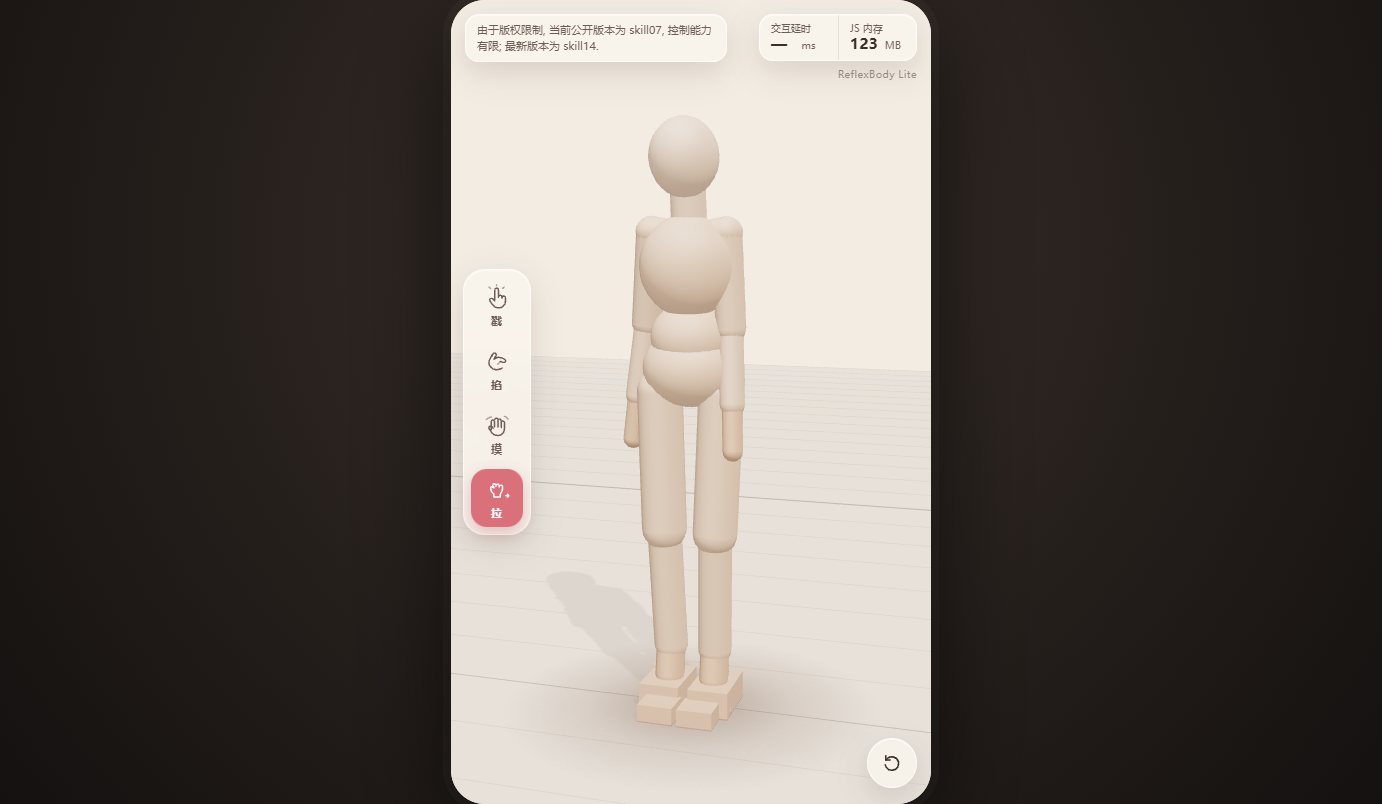 由于版权限制, 当前公开版本为 skill07, 控制能力
有限; 最新版本为 skill14.
交互延时
— ms
JS 内存
123 MB
ReflexBody Lite
戳
掐
摸
拉